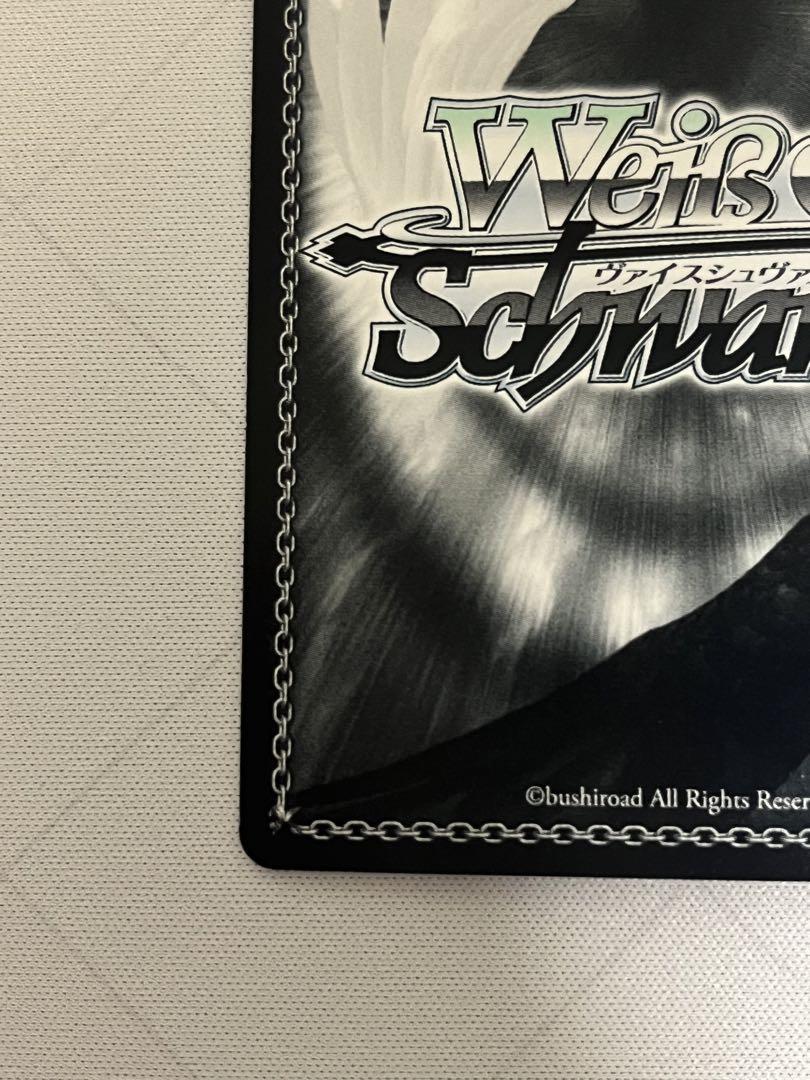 Weiß
ヴァイスシュヴァ
Schwar
©bushiroad All Rights Reser